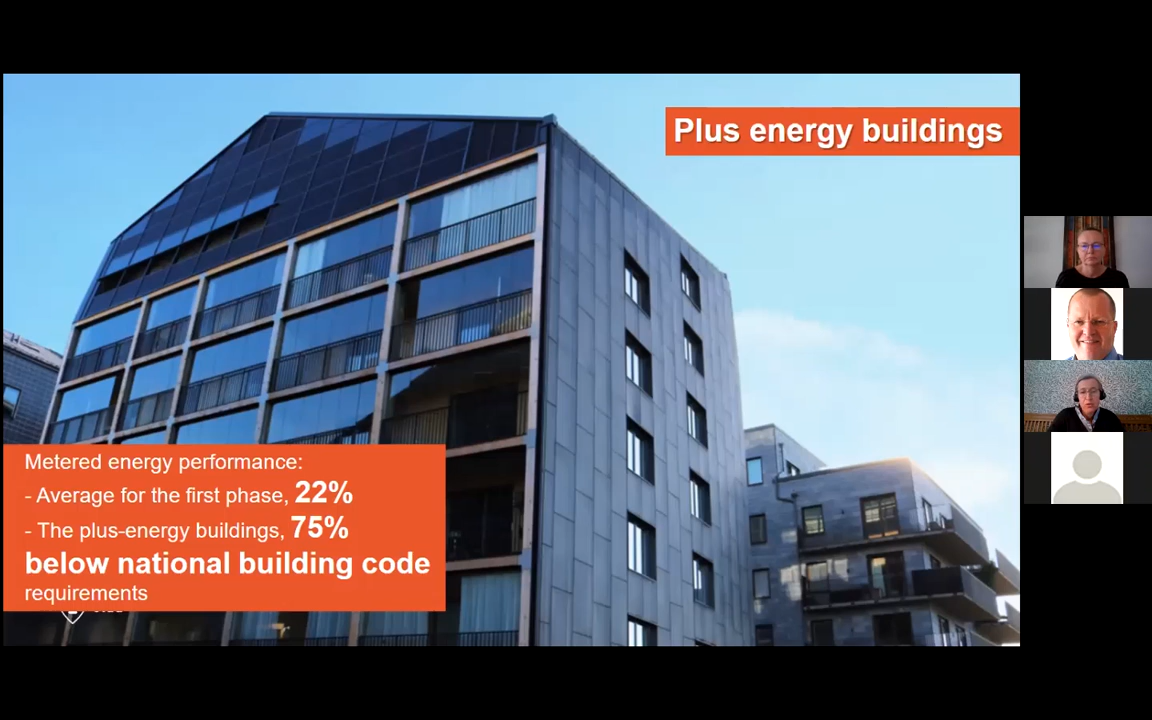 Plus energy buildings
Metered energy performance:
- Average for the first phase, 22%
- The plus-energy buildings, 75%
below national building code
requirements